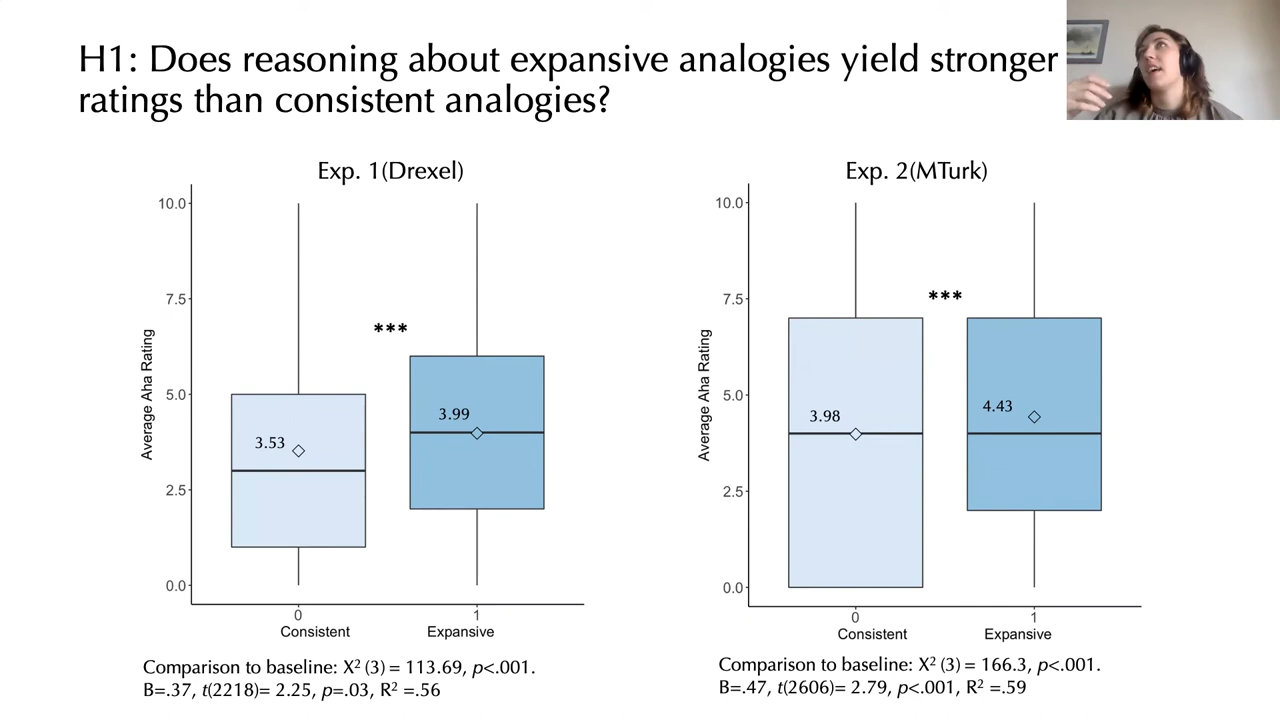 H1: Does reasoning about expansive analogies yield stronger
ratings than consistent analogies?
Exp. 1(Drexel)
10.0
7.5
5.0
2.5
0.0
Average Aha Rating
***
3.53
3.99
0
1
Consistent
Expansive
Comparison to baseline: X² (3) = 113.69, p<.001.
B=.37, t(2218)= 2.25, p=.03, R² =.56
Exp. 2(MTurk)
10.0
7.5
5.0
2.5
0.0
Average Aha Rating
***
3.98
4.43
0
1
Consistent
Expansive
Comparison to baseline: X² (3) = 166.3, p<.001.
B=.47, t(2606)= 2.79, p<.001, R² =.59